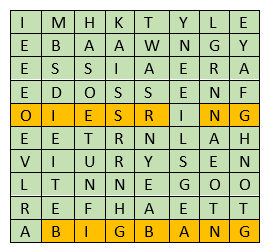 I M H K T Y L E
E B A A W N G Y
E S S I A E R A
E D O S S E N F
O I E S R I N G
E E T R N L A H
V I U R Y S E N
L T N N E G O O
R E F H A E T T
A B I G B A N G